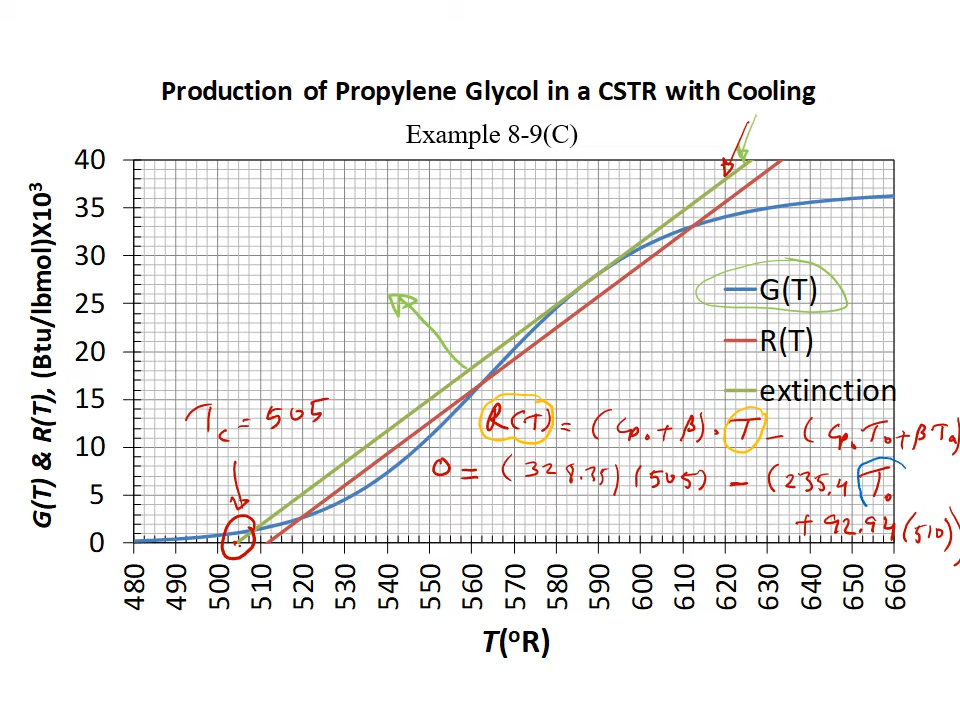 Production of Propylene Glycol in a CSTR with Cooling
Example 8-9(C)
G(T) & R(T), (Btu/lbmol)X10³
40
35
30
25
20
15
10
5
0
G(T)
R(T)
extinction
T_c = 505
R(T) = (Cp₀ + β) · T - (Cp₀ T₀ + β Ta)
0 = (328.35)(505) - (235.4 T₀
+ 92.94 (510))
480 490 500 510 520 530 540 550 560 570 580 590 600 610 620 630 640 650 660
T(ᵒR)